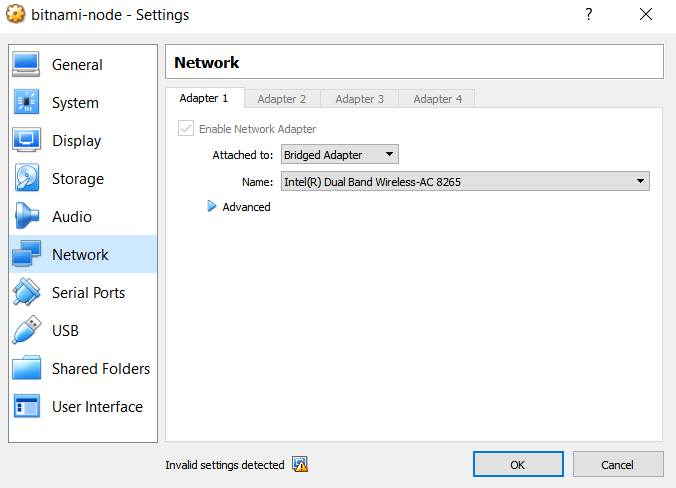 bitnami-node - Settings
?
General
System
Display
Storage
Audio
Network
Serial Ports
USB
Shared Folders
User Interface
Network
Adapter 1 Adapter 2 Adapter 3 Adapter 4
Enable Network Adapter
Attached to: Bridged Adapter
Name: Intel(R) Dual Band Wireless-AC 8265
Advanced
Invalid settings detected
OK Cancel